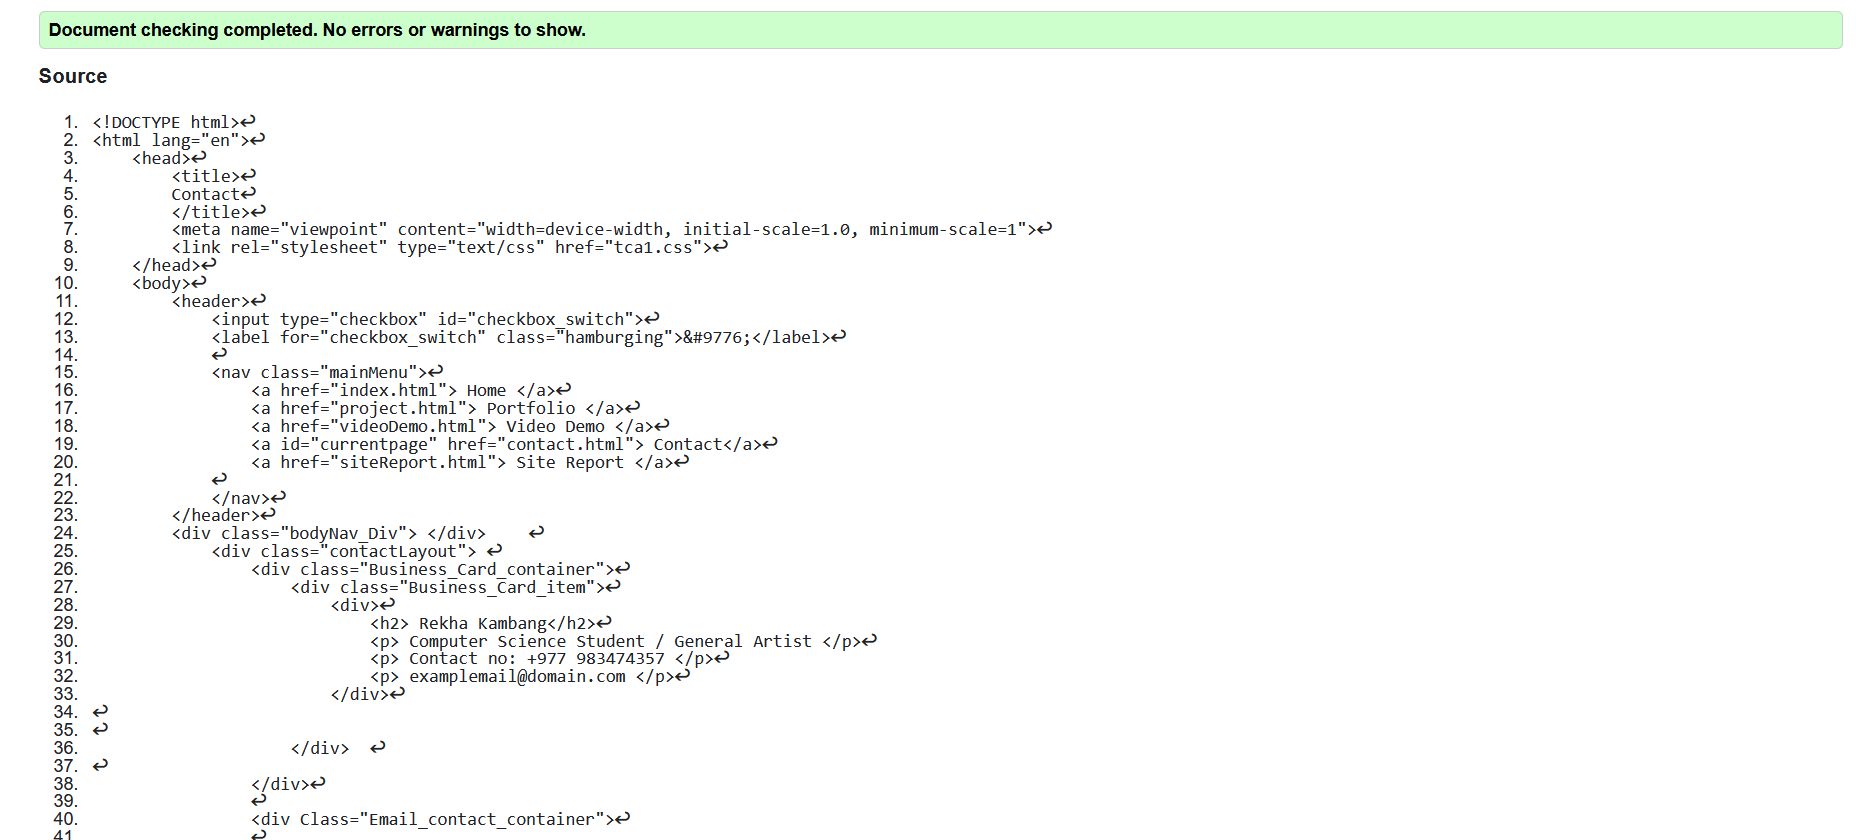 Document checking completed. No errors or warnings to show.
Source
1. <!DOCTYPE html>↩
2. <html lang="en">↩
3.     <head>↩
4.         <title>↩
5.         Contact↩
6.         </title>↩
7.         <meta name="viewpoint" content="width=device-width, initial-scale=1.0, minimum-scale=1">↩
8.         <link rel="stylesheet" type="text/css" href="tca1.css">↩
9.     </head>↩
10.     <body>↩
11.         <header>↩
12.             <input type="checkbox" id="checkbox_switch">↩
13.             <label for="checkbox_switch" class="hamburging">&#9776;</label>↩
14.             ↩
15.             <nav class="mainMenu">↩
16.                 <a href="index.html"> Home </a>↩
17.                 <a href="project.html"> Portfolio </a>↩
18.                 <a href="videoDemo.html"> Video Demo </a>↩
19.                 <a id="currentpage" href="contact.html"> Contact</a>↩
20.                 <a href="siteReport.html"> Site Report </a>↩
21.             ↩
22.             </nav>↩
23.         </header>↩
24.         <div class="bodyNav_Div"> </div>    ↩
25.             <div class="contactLayout"> ↩
26.                 <div class="Business_Card_container">↩
27.                     <div class="Business_Card_item">↩
28.                         <div>↩
29.                             <h2> Rekha Kambang</h2>↩
30.                             <p> Computer Science Student / General Artist </p>↩
31.                             <p> Contact no: +977 983474357 </p>↩
32.                             <p> examplemail@domain.com </p>↩
33.                         </div>↩
34. ↩
35. ↩
36.                     </div>  ↩
37. ↩
38.                 </div>↩
39.                 ↩
40.                 <div Class="Email_contact_container">↩
41.                 ↩